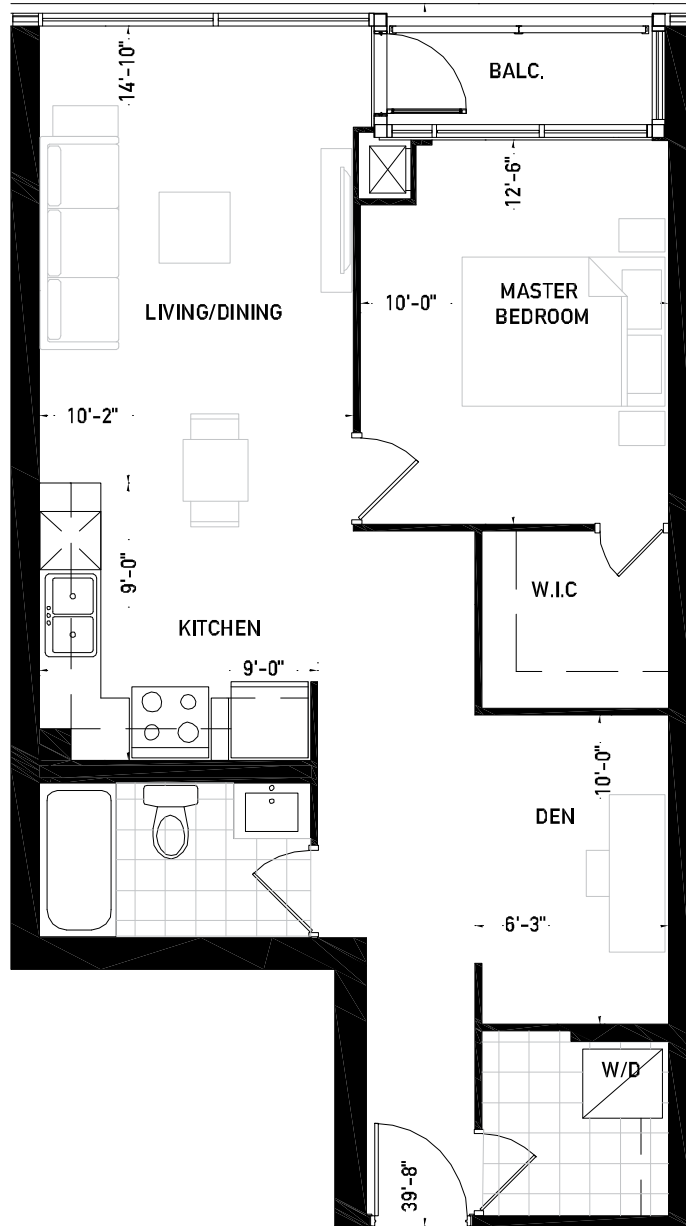 14'-10"
BALC.
12'-6"
LIVING/DINING
10'-0"
MASTER
BEDROOM
10'-2"
9'-0"
W.I.C
KITCHEN
9'-0"
10'-0"
DEN
6'-3"
W/D
39'-8"